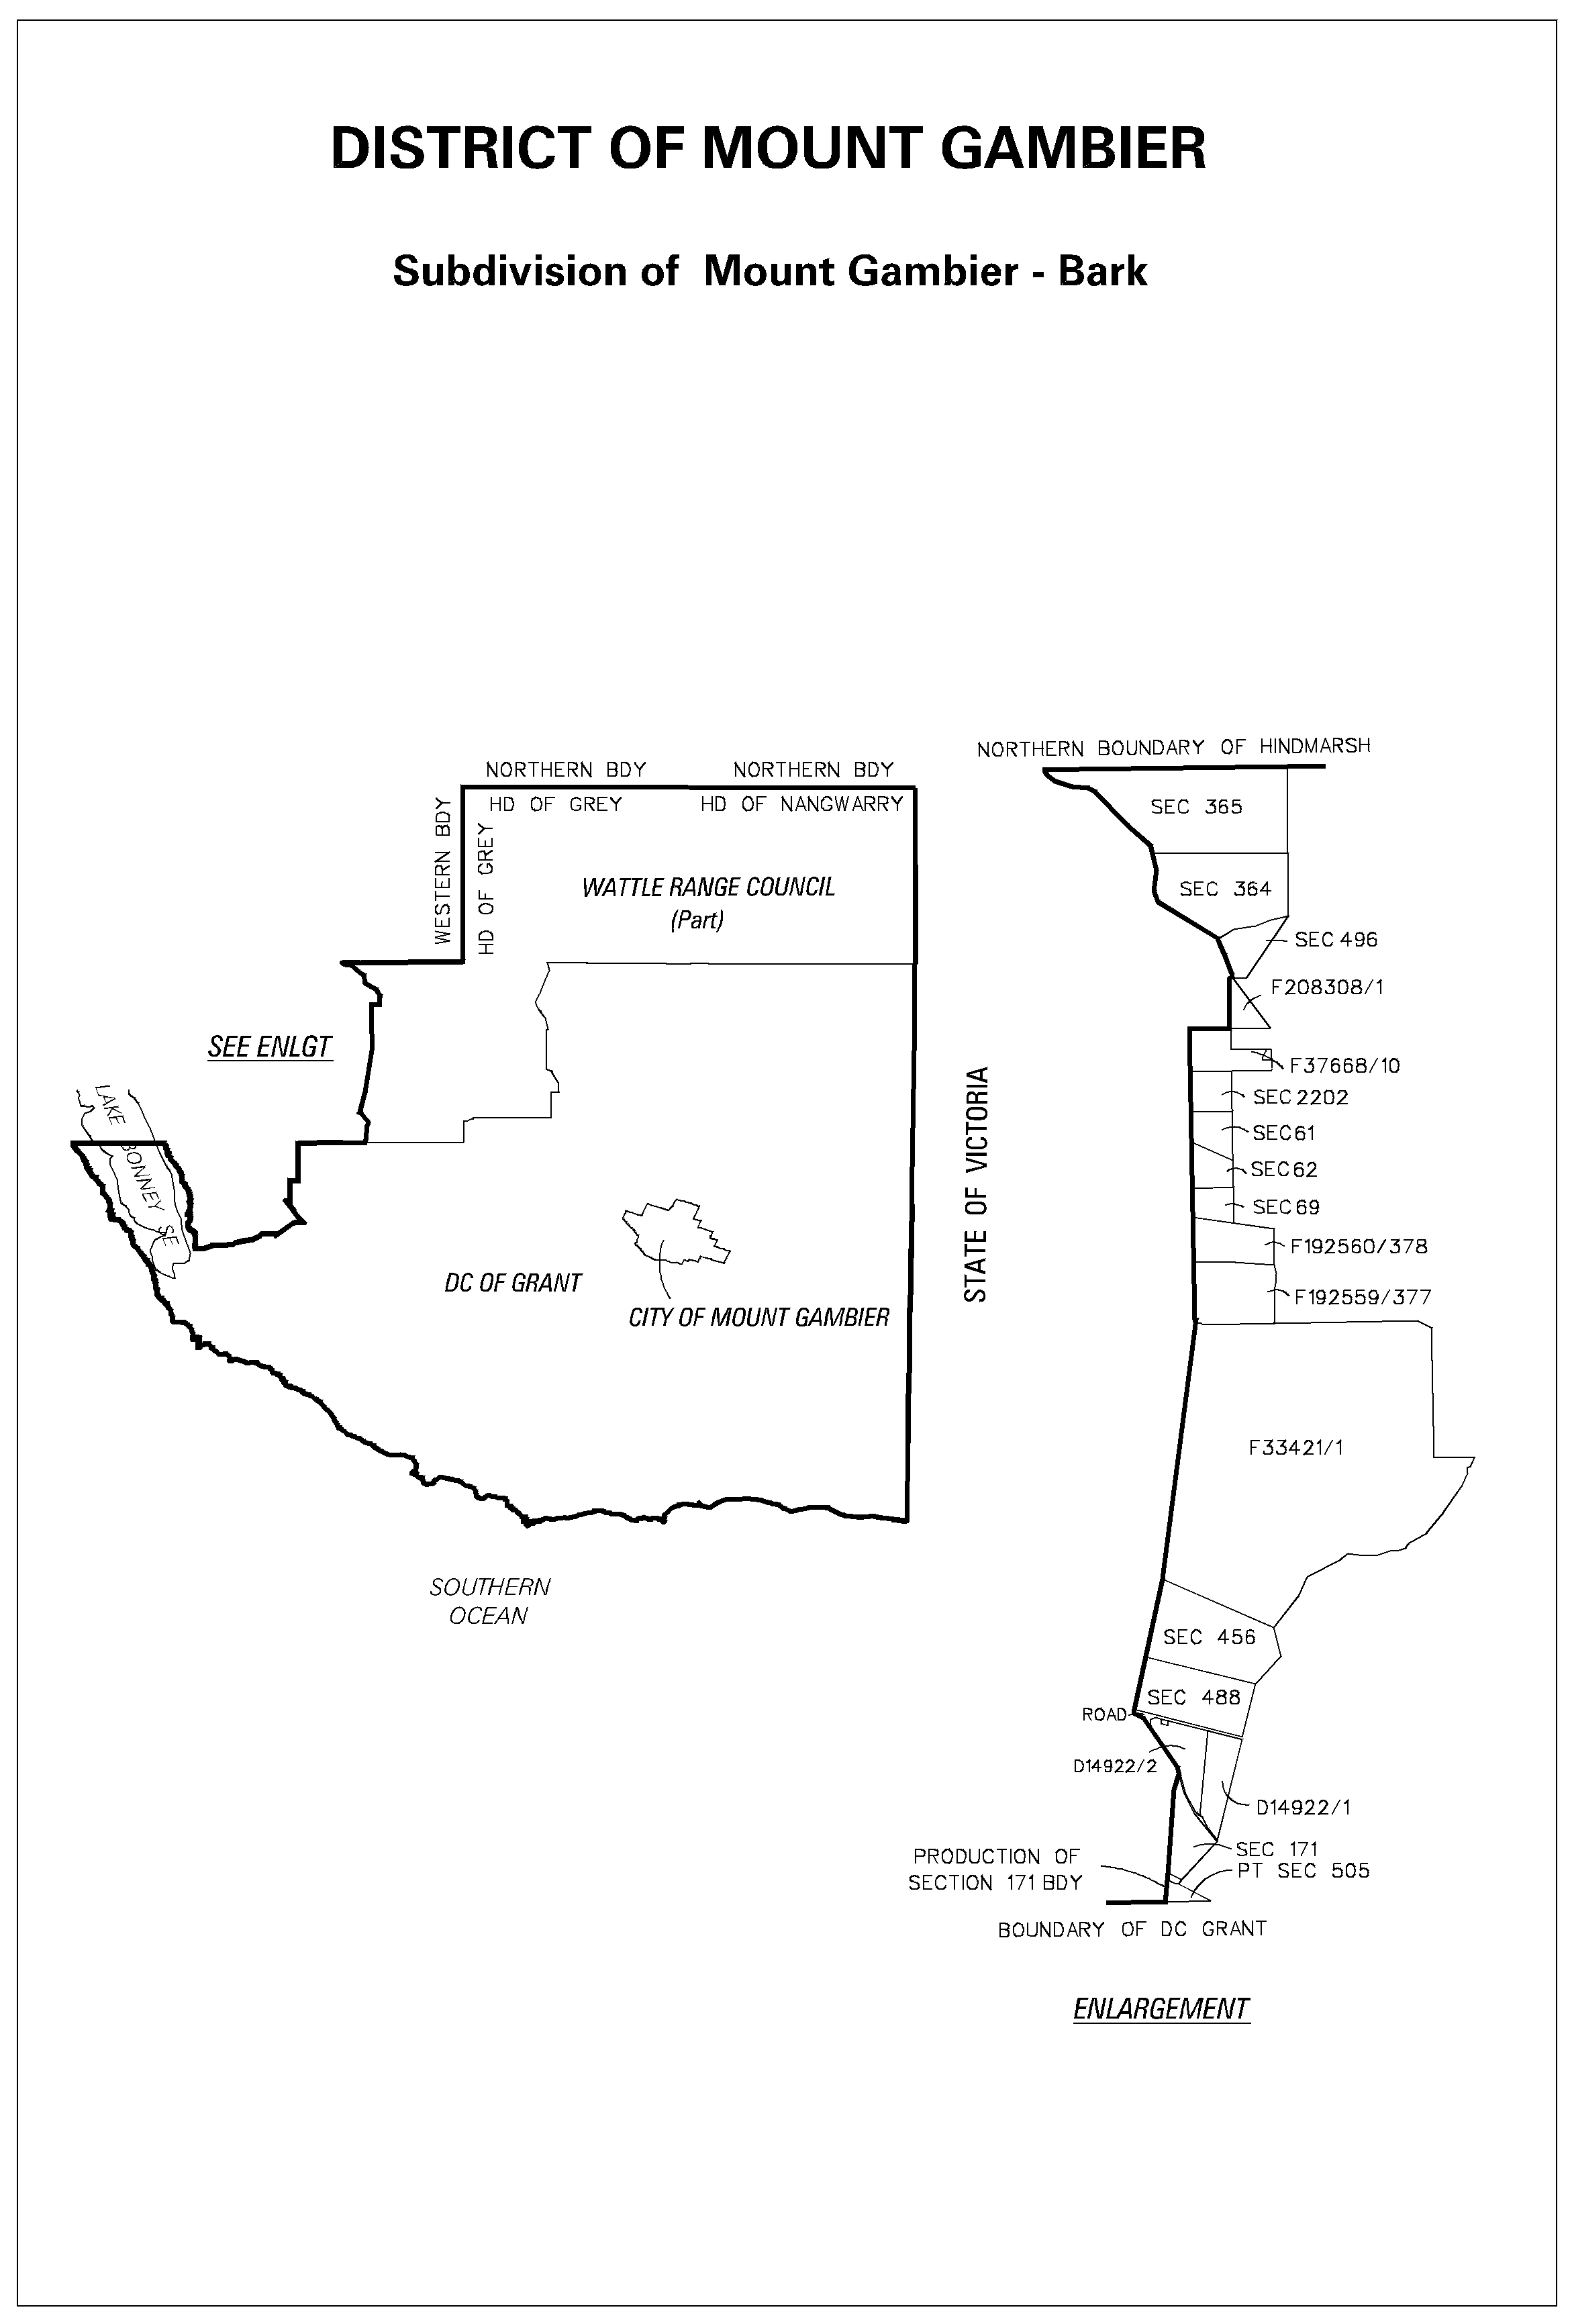 DISTRICT OF MOUNT GAMBIER
Subdivision of Mount Gambier - Bark
NORTHERN BDY
NORTHERN BDY
HD OF GREY
HD OF NANGWARRY
WESTERN BDY
HD OF GREY
WATTLE RANGE COUNCIL
(Part)
SEE ENLGT
LAKE BONNEY SE
DC OF GRANT
CITY OF MOUNT GAMBIER
STATE OF VICTORIA
SOUTHERN
OCEAN
NORTHERN BOUNDARY OF HINDMARSH
SEC 365
SEC 364
SEC 496
F208308/1
F37668/10
SEC 2202
SEC 61
SEC 62
SEC 69
F192560/378
F192559/377
F33421/1
SEC 456
SEC 488
ROAD
D14922/2
D14922/1
SEC 171
PT SEC 505
PRODUCTION OF
SECTION 171 BDY
BOUNDARY OF DC GRANT
ENLARGEMENT